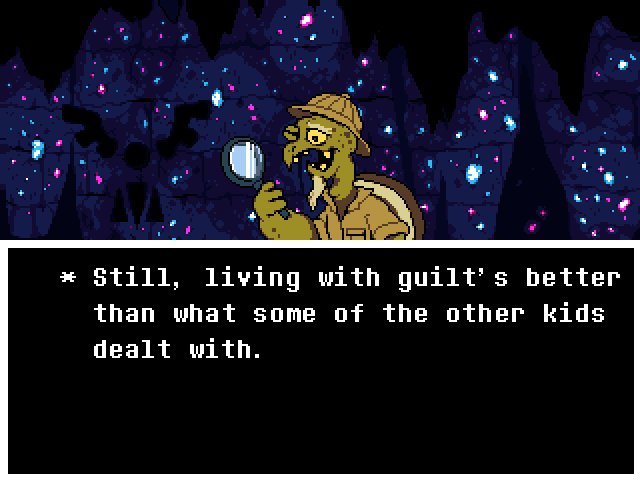 * Still, living with guilt's better
than what some of the other kids
dealt with.